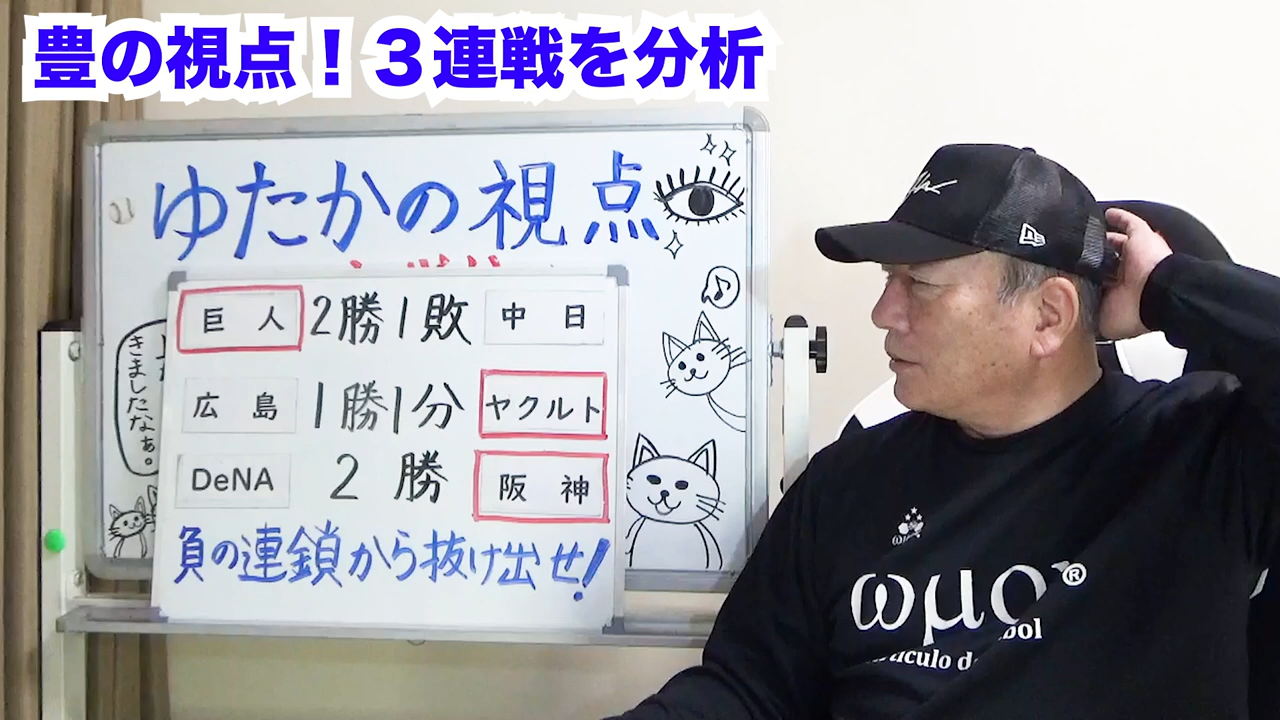 豊の視点！３連戦を分析
ゆたかの視点
巨人 2勝1敗 中日
広島 1勝1分 ヤクルト
DeNA 2勝 阪神
負の連鎖から抜け出せ!
きましたなぁ。
ωμο®